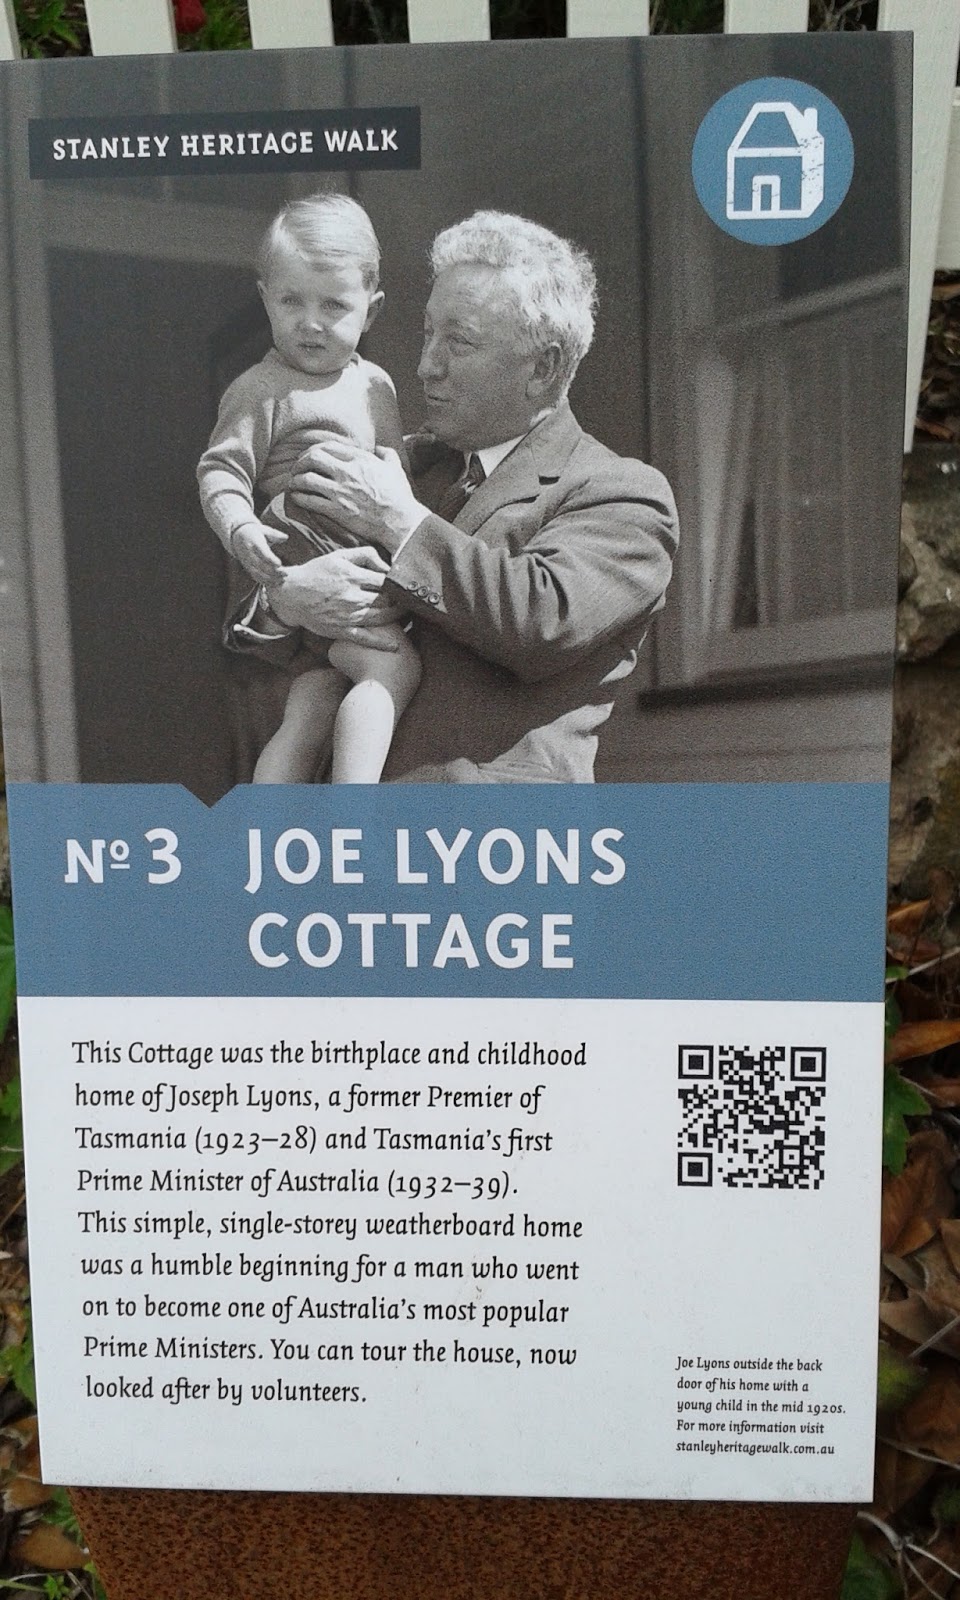 STANLEY HERITAGE WALK
Nº 3 JOE LYONS
COTTAGE
This Cottage was the birthplace and childhood
home of Joseph Lyons, a former Premier of
Tasmania (1923–28) and Tasmania's first
Prime Minister of Australia (1932–39).
This simple, single-storey weatherboard home
was a humble beginning for a man who went
on to become one of Australia's most popular
Prime Ministers. You can tour the house, now
looked after by volunteers.
Joe Lyons outside the back
door of his home with a
young child in the mid 1920s.
For more information visit
stanleyheritagewalk.com.au